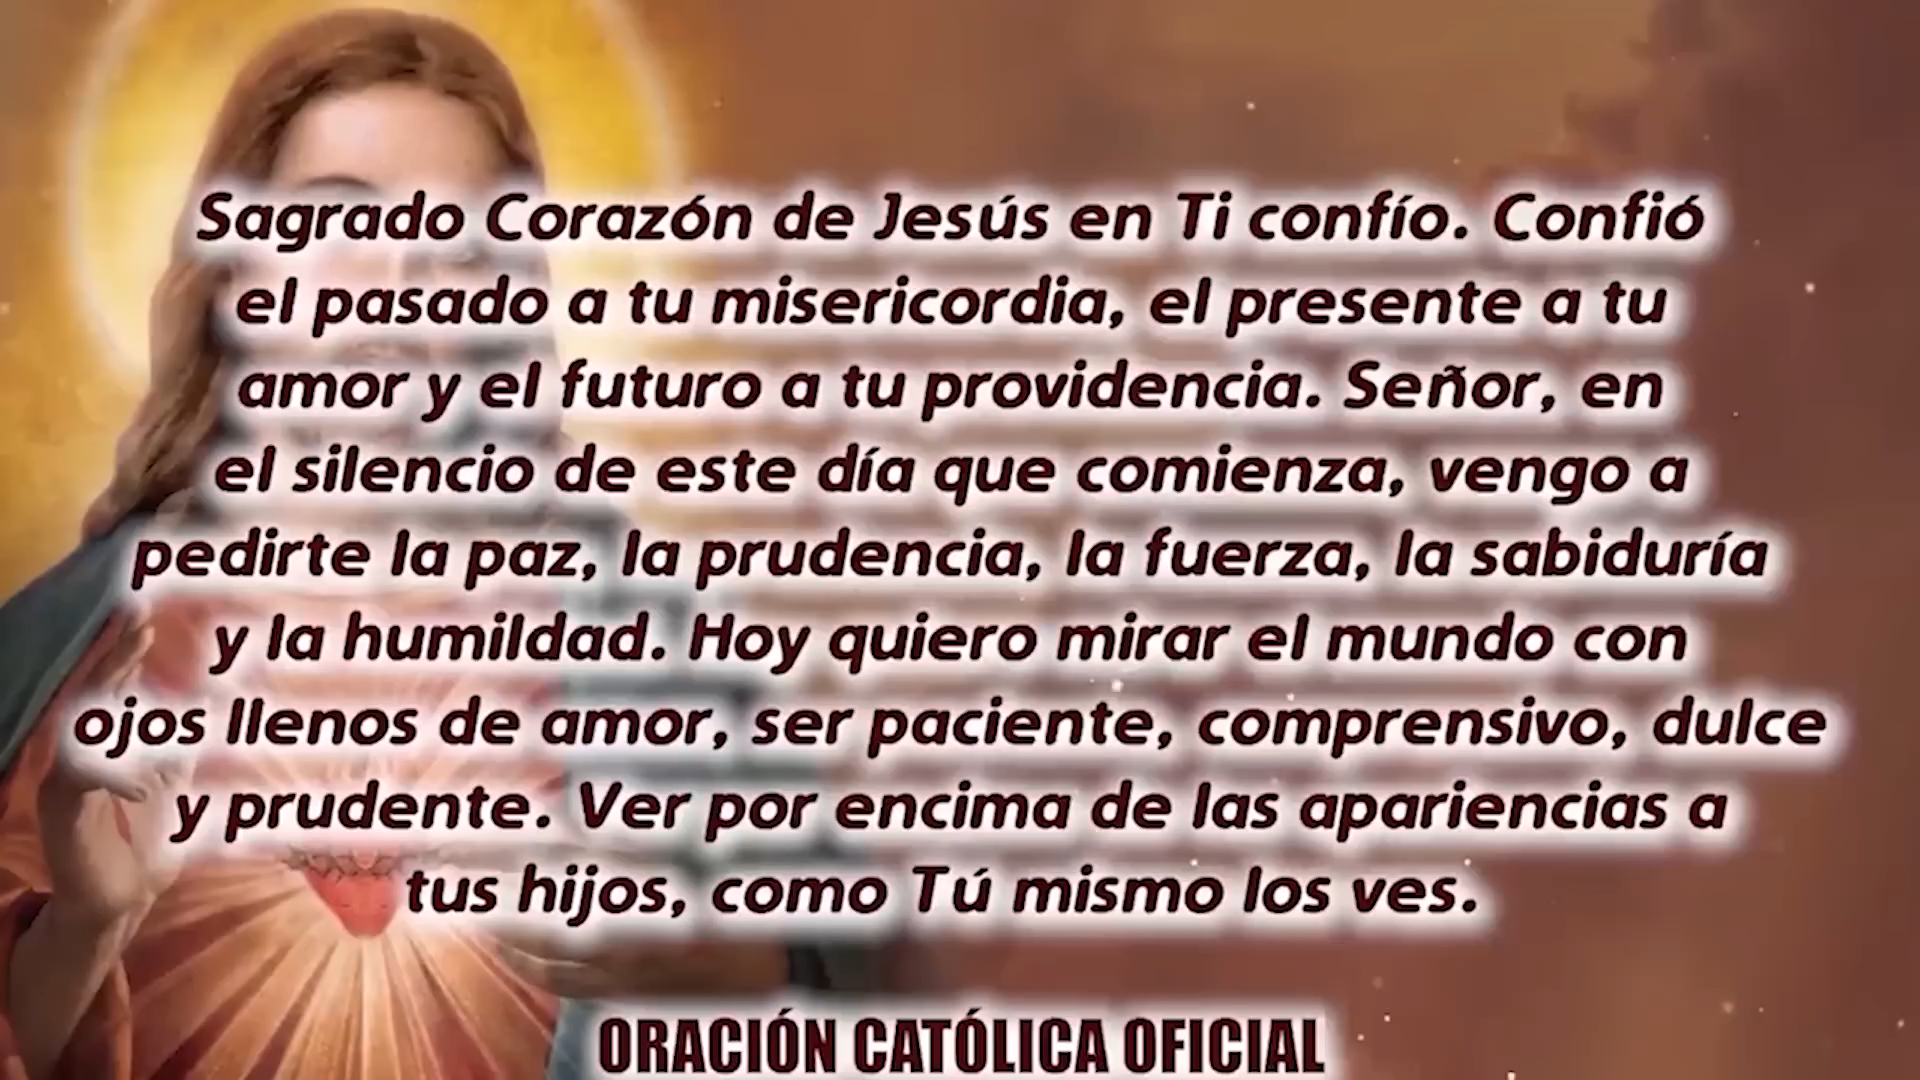 Sagrado Corazón de Jesús en Ti confío. Confió
el pasado a tu misericordia, el presente a tu
amor y el futuro a tu providencia. Señor, en
el silencio de este día que comienza, vengo a
pedirte la paz, la prudencia, la fuerza, la sabiduría
y la humildad. Hoy quiero mirar el mundo con
ojos llenos de amor, ser paciente, comprensivo, dulce
y prudente. Ver por encima de las apariencias a
tus hijos, como Tú mismo los ves.
ORACIÓN CATÓLICA OFICIAL